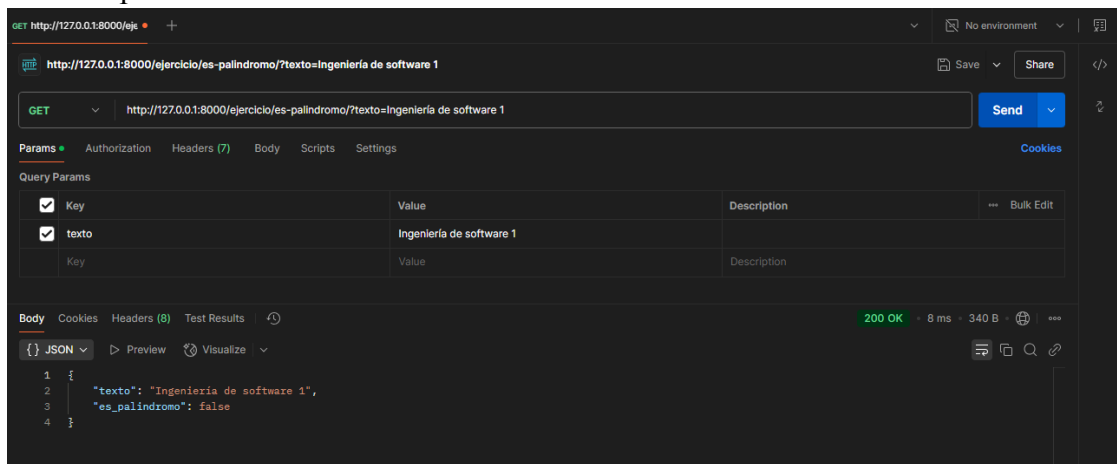 GET http://127.0.0.1:8000/eje
No environment
HTTP http://127.0.0.1:8000/ejercicio/es-palindromo/?texto=Ingeniería de software 1
Save Share
GET http://127.0.0.1:8000/ejercicio/es-palindromo/?texto=Ingeniería de software 1 Send
Params Authorization Headers (7) Body Scripts Settings Cookies
Query Params
Key Value Description Bulk Edit
texto Ingeniería de software 1
Key Value Description
Body Cookies Headers (8) Test Results 200 OK 8 ms 340 B
{} JSON Preview Visualize
1 {
2 "texto": "Ingeniería de software 1",
3 "es_palindromo": false
4 }